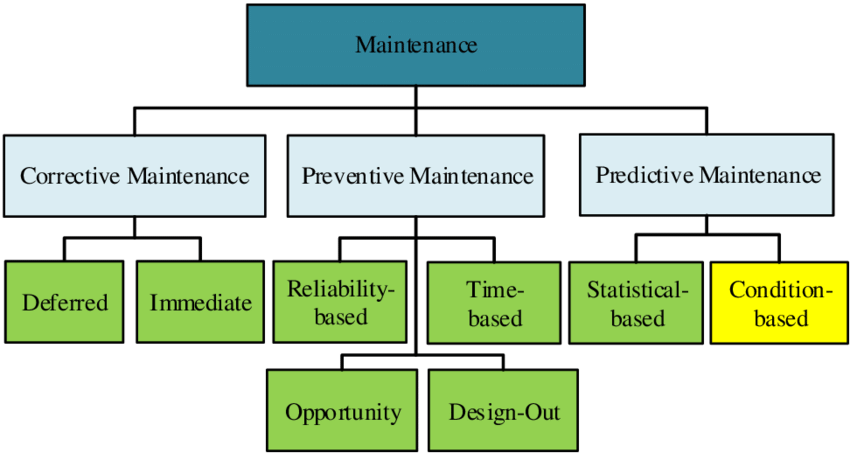 Maintenance
Corrective Maintenance
Preventive Maintenance
Predictive Maintenance
Deferred
Immediate
Reliability-
based
Time-
based
Statistical-
based
Condition-
based
Opportunity
Design-Out